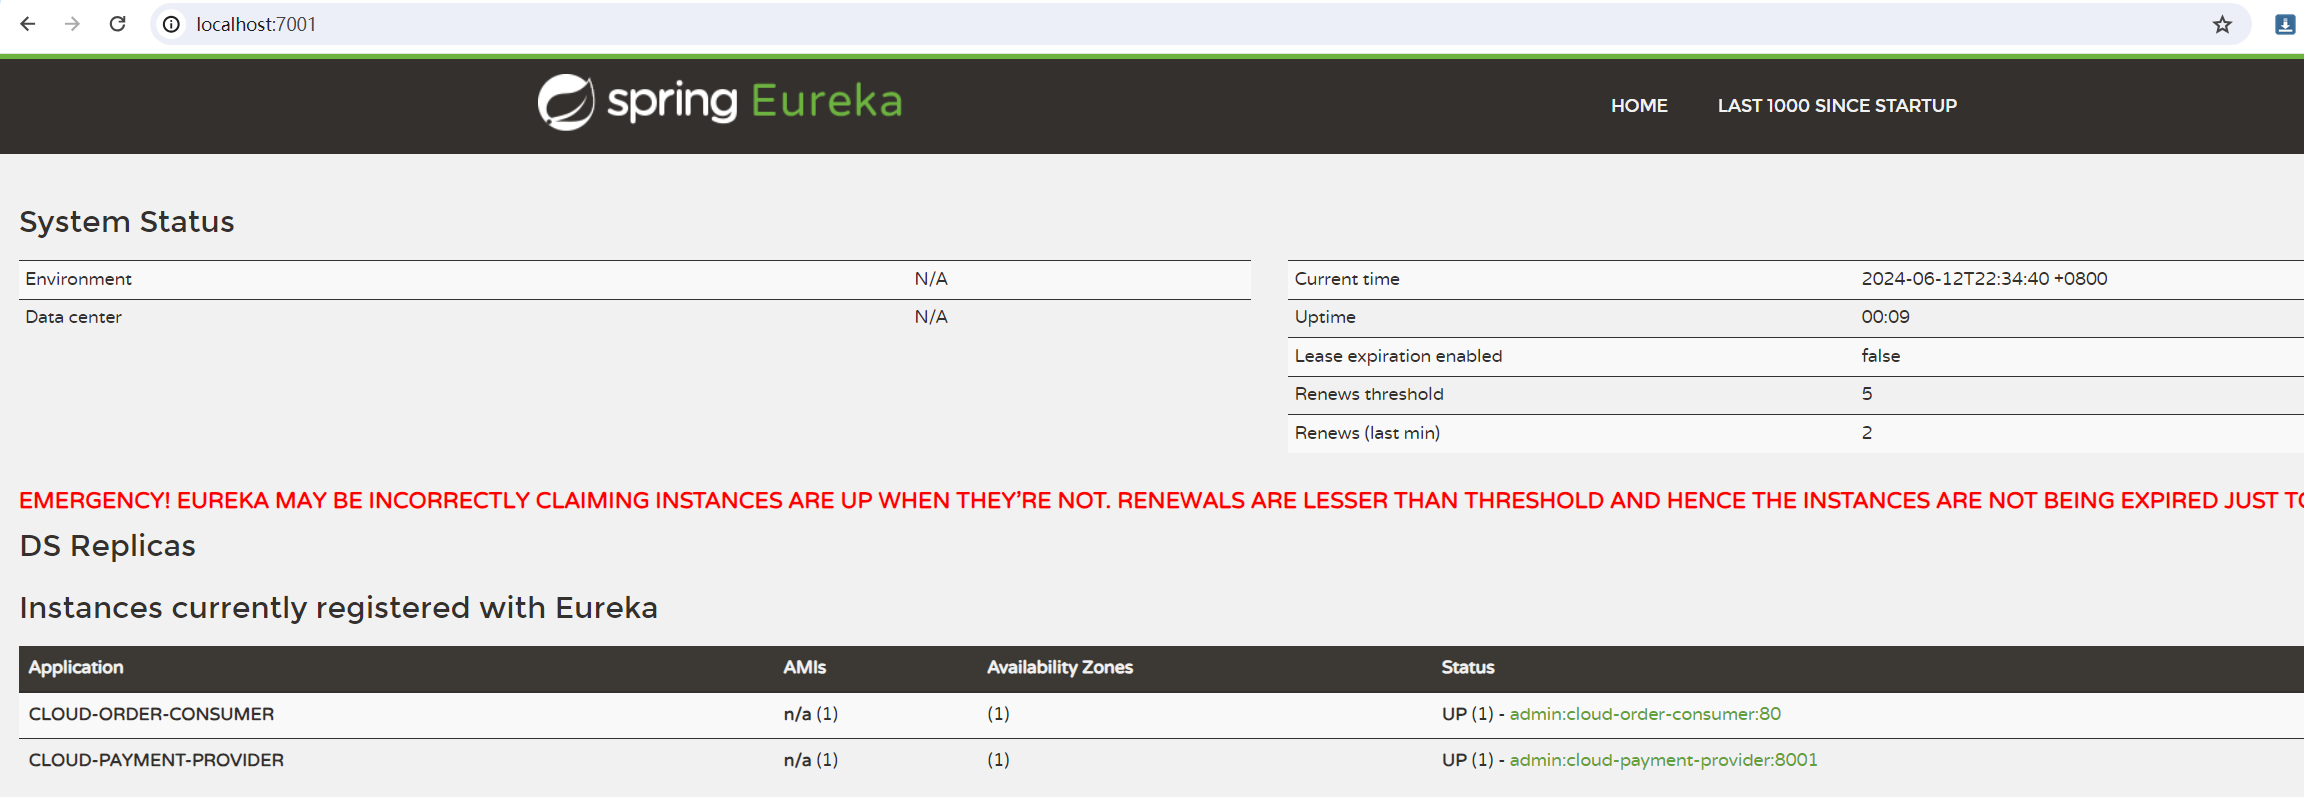 localhost:7001
spring Eureka
HOME LAST 1000 SINCE STARTUP
System Status
Environment N/A
Data center N/A
Current time 2024-06-12T22:34:40 +0800
Uptime 00:09
Lease expiration enabled false
Renews threshold 5
Renews (last min) 2
EMERGENCY! EUREKA MAY BE INCORRECTLY CLAIMING INSTANCES ARE UP WHEN THEY'RE NOT. RENEWALS ARE LESSER THAN THRESHOLD AND HENCE THE INSTANCES ARE NOT BEING EXPIRED JUST TO
DS Replicas
Instances currently registered with Eureka
Application AMIs Availability Zones Status
CLOUD-ORDER-CONSUMER n/a (1) (1) UP (1) - admin:cloud-order-consumer:80
CLOUD-PAYMENT-PROVIDER n/a (1) (1) UP (1) - admin:cloud-payment-provider:8001